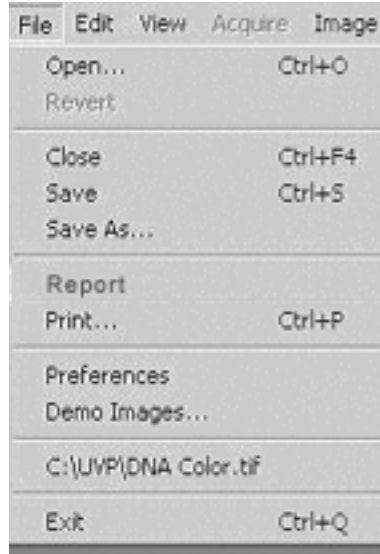 File Edit View Acquire Image
Open... Ctrl+O
Revert
Close Ctrl+F4
Save Ctrl+S
Save As...
Report
Print... Ctrl+P
Preferences
Demo Images...
C:\UVP\DNA Color.tif
Exit Ctrl+Q